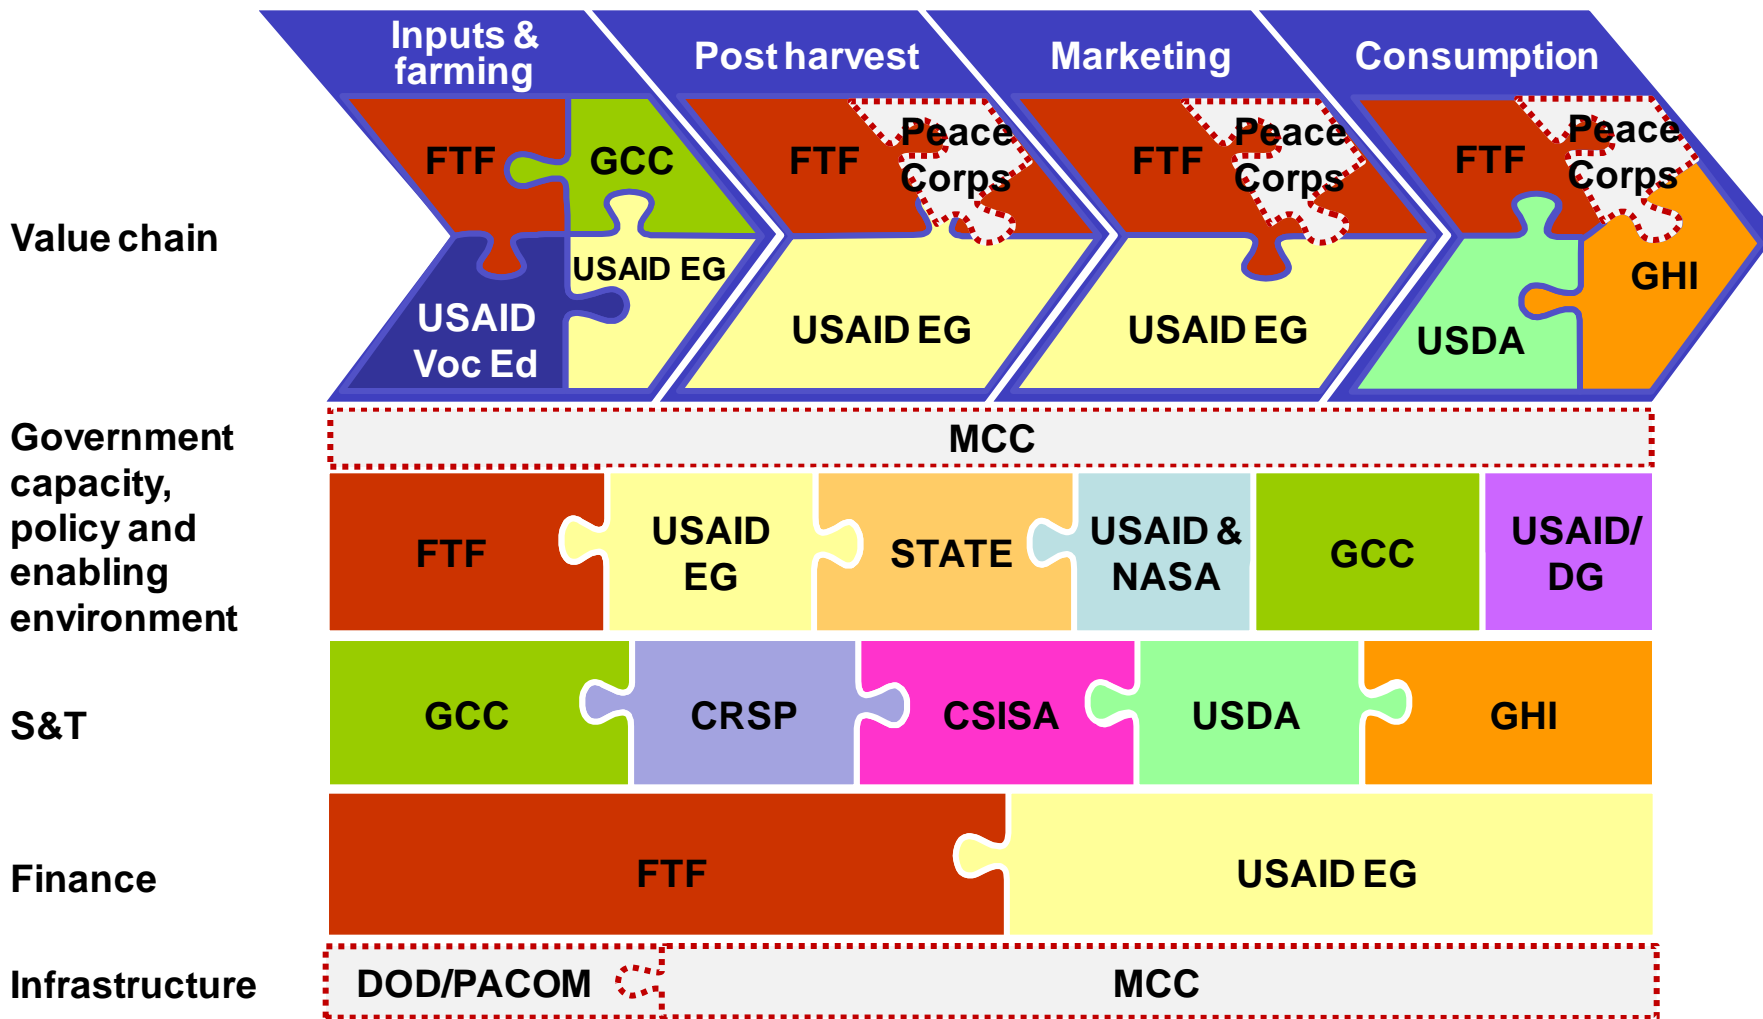 Inputs &
farming
Post harvest
Marketing
Consumption
Value chain
FTF
GCC
USAID
Voc Ed
USAID EG
FTF
Peace
Corps
USAID EG
FTF
Peace
Corps
USAID EG
FTF
Peace
Corps
USDA
GHI
Government
capacity,
policy and
enabling
environment
MCC
FTF
USAID
EG
STATE
USAID &
NASA
GCC
USAID/
DG
S&T
GCC
CRSP
CSISA
USDA
GHI
Finance
FTF
USAID EG
Infrastructure
DOD/PACOM
MCC